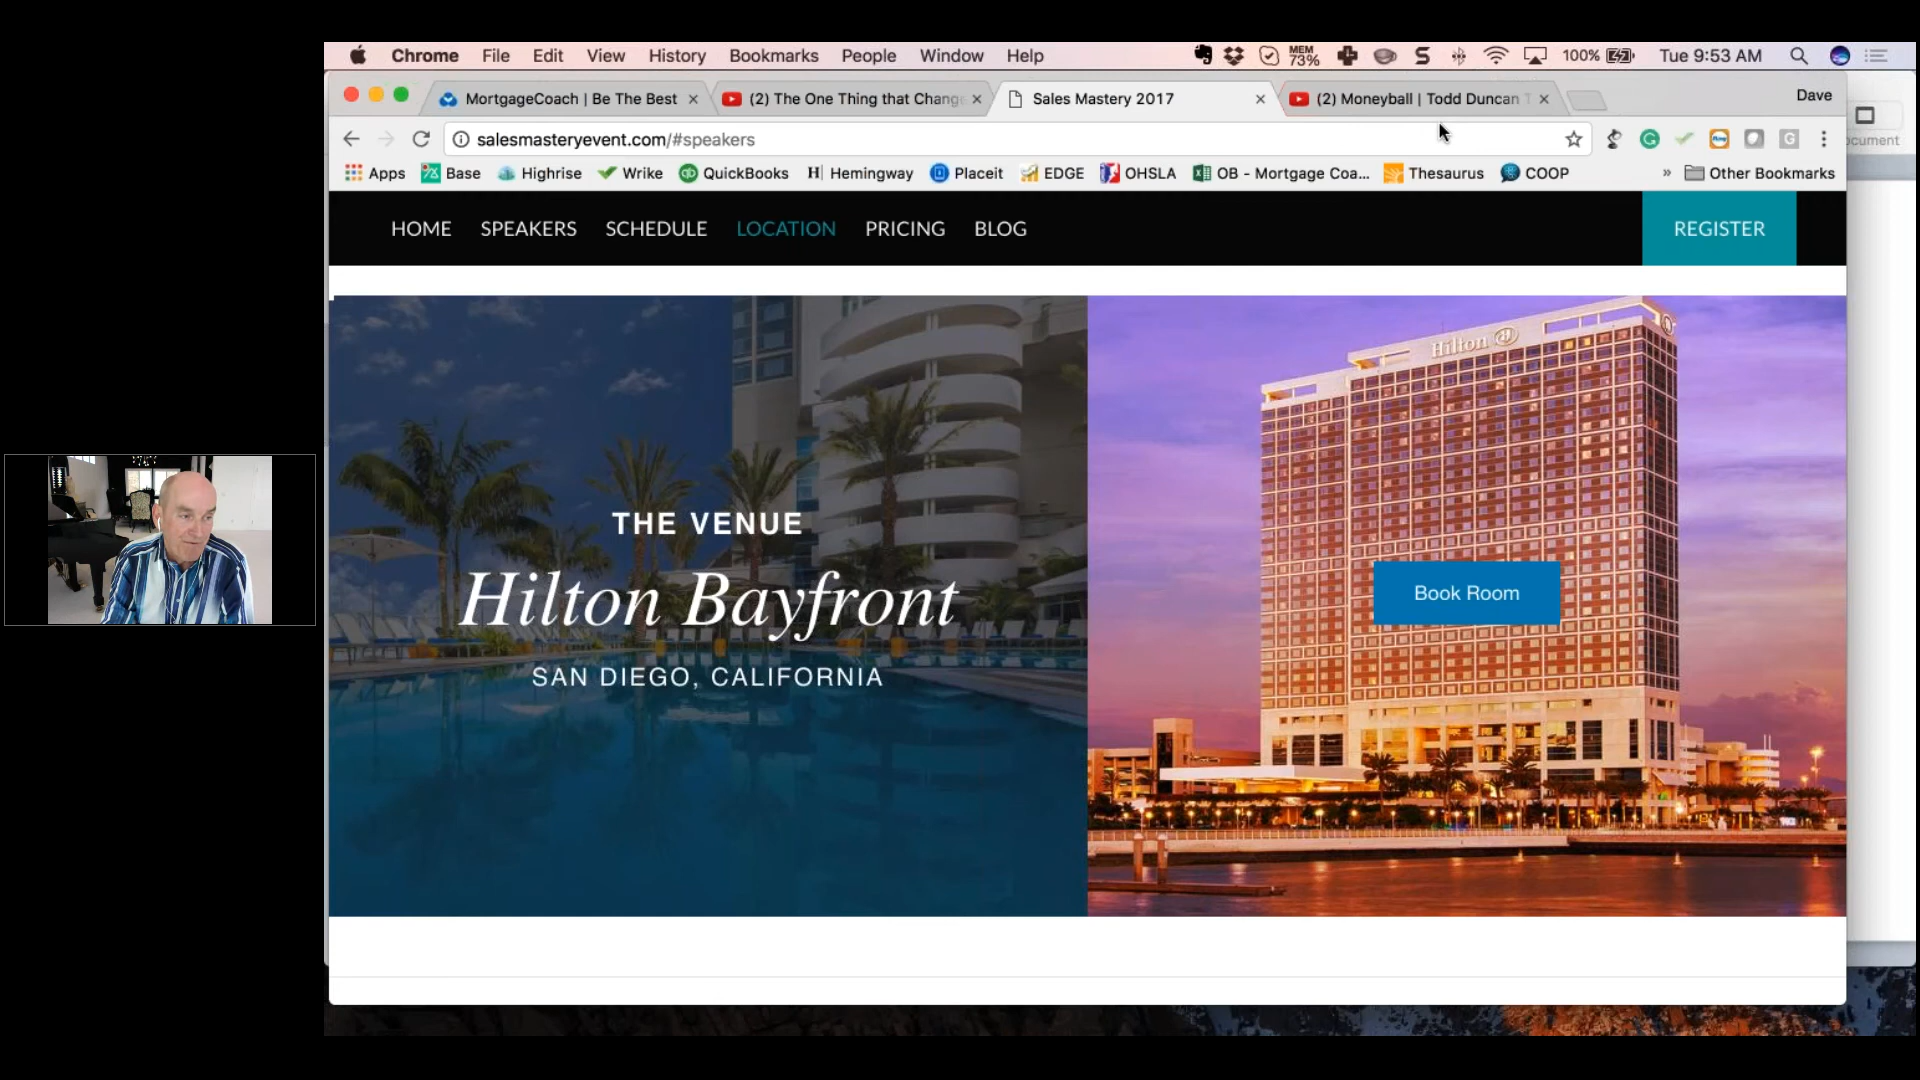 Chrome File Edit View History Bookmarks People Window Help MEM 73% 100% Tue 9:53 AM
MortgageCoach | Be The Best (2) The One Thing that Change Sales Mastery 2017 (2) Moneyball | Todd Duncan T Dave
salesmasteryevent.com/#speakers
cument
Apps Base Highrise Wrike QuickBooks Hemingway Placeit EDGE OHSLA OB - Mortgage Coa... Thesaurus COOP » Other Bookmarks
HOME SPEAKERS SCHEDULE LOCATION PRICING BLOG REGISTER
Hilton
THE VENUE
Hilton Bayfront
SAN DIEGO, CALIFORNIA
Book Room